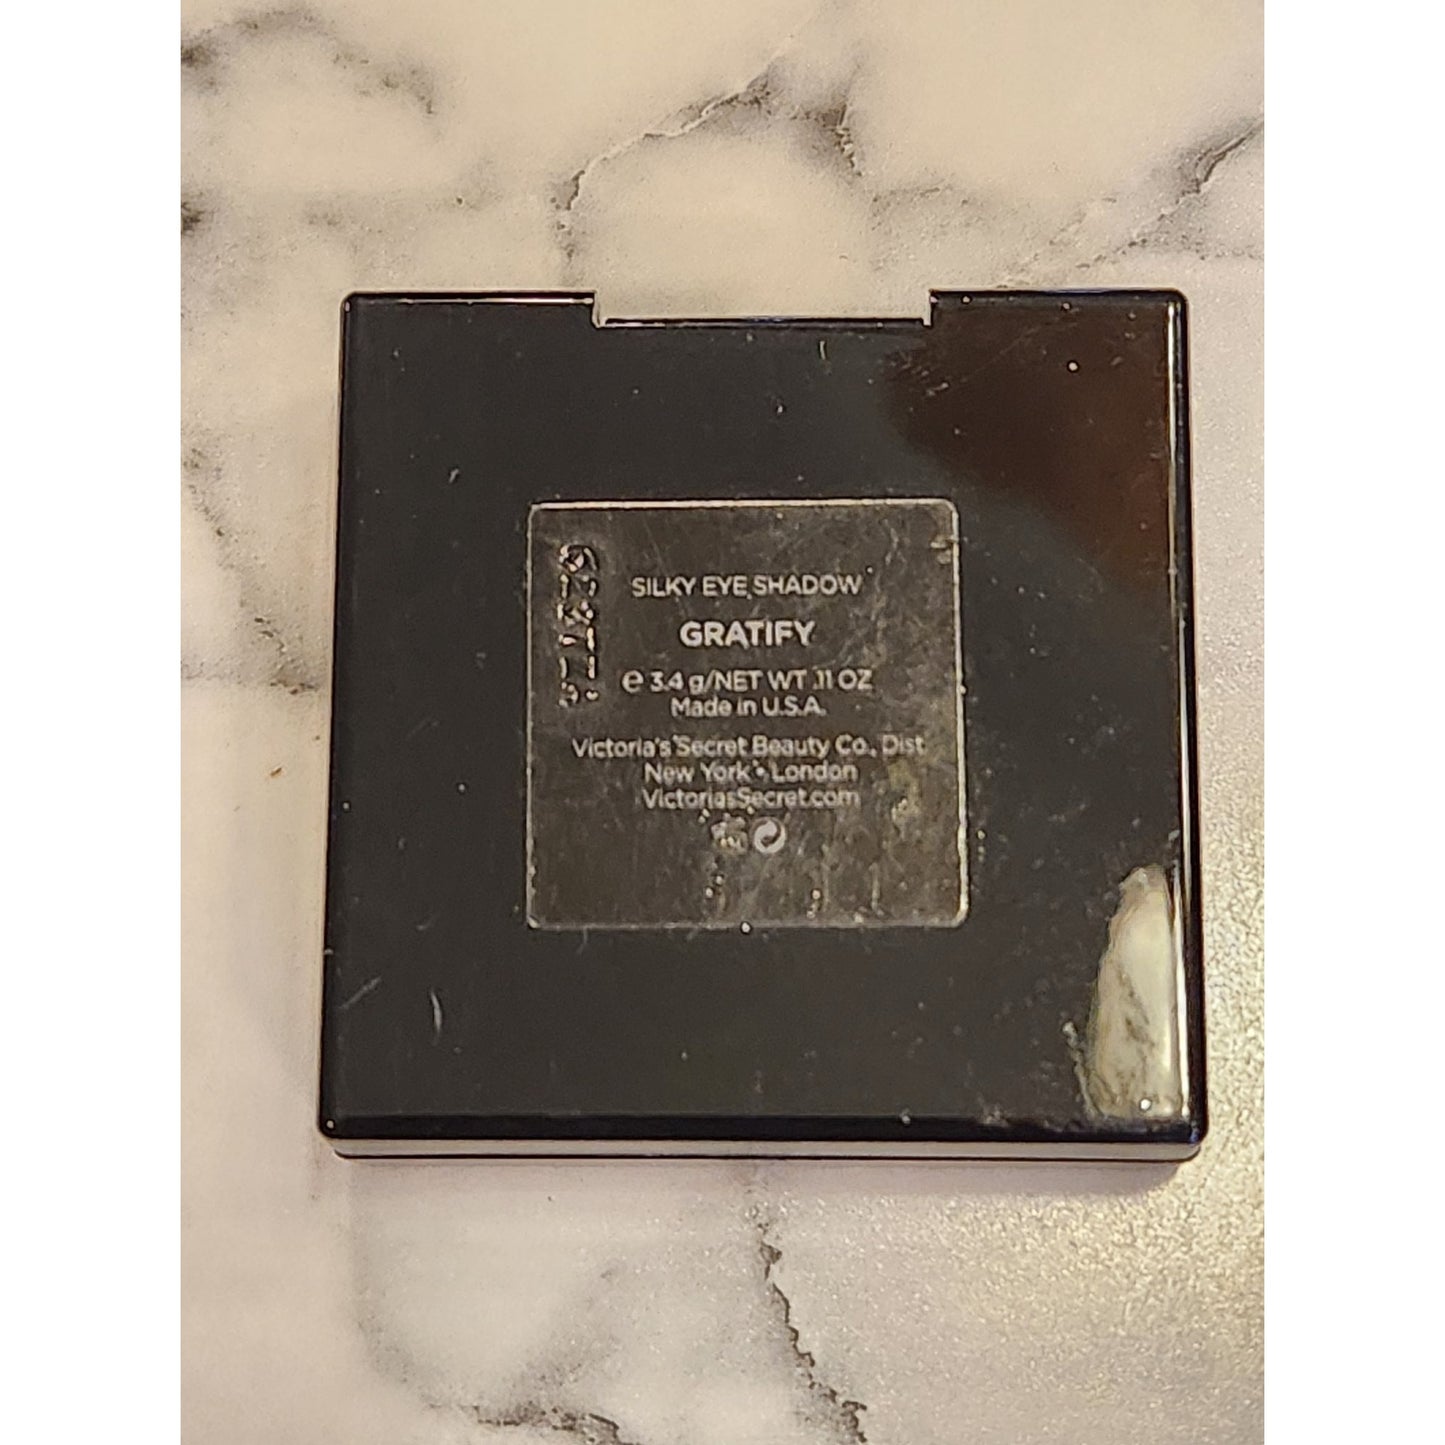 SILKY EYE SHADOW
GRATIFY
℮ 3.4 g/NET WT .11 OZ
Made in U.S.A.
Victoria's Secret Beauty Co., Dist
New York • London
VictoriasSecret.com